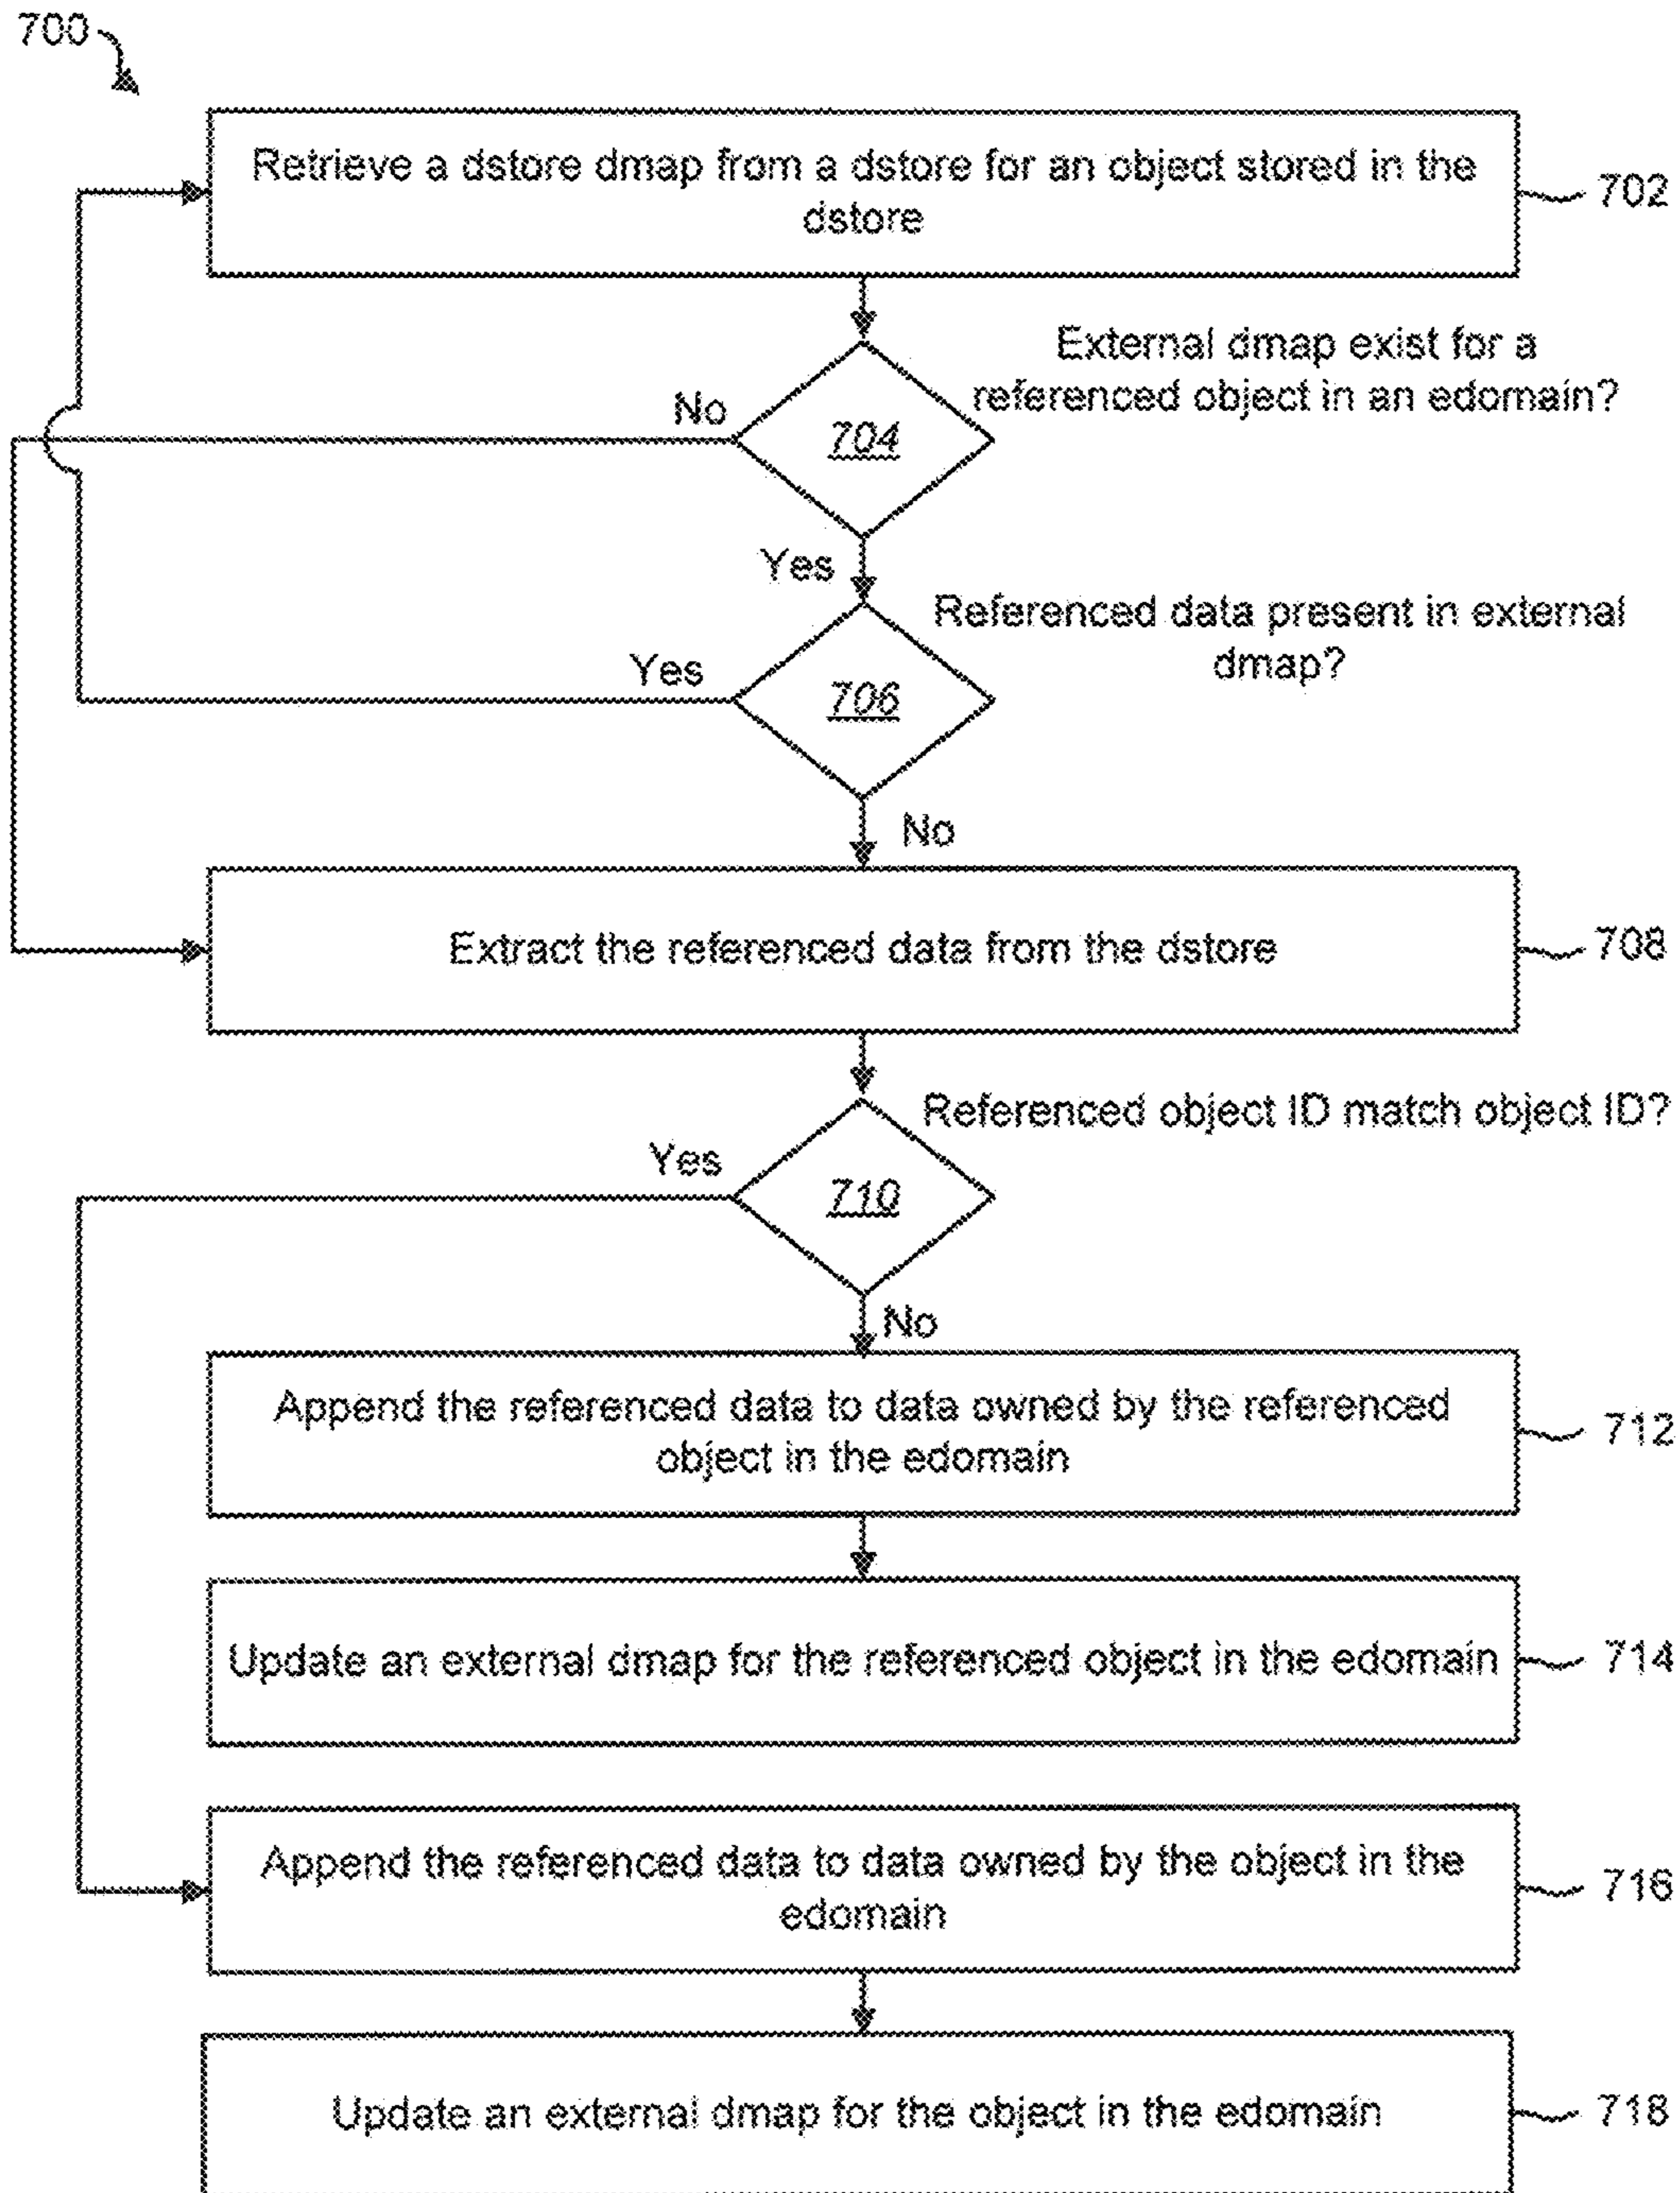 700
Retrieve a dstore dmap from a dstore for an object stored in the
dstore
702
External dmap exist for a
referenced object in an edomain?
No
704
Yes
Referenced data present in external
dmap?
Yes
706
No
Extract the referenced data from the dstore
708
Referenced object ID match object ID?
Yes
710
No
Append the referenced data to data owned by the referenced
object in the edomain
712
Update an external dmap for the referenced object in the edomain
714
Append the referenced data to data owned by the object in the
edomain
716
Update an external dmap for the object in the edomain
718